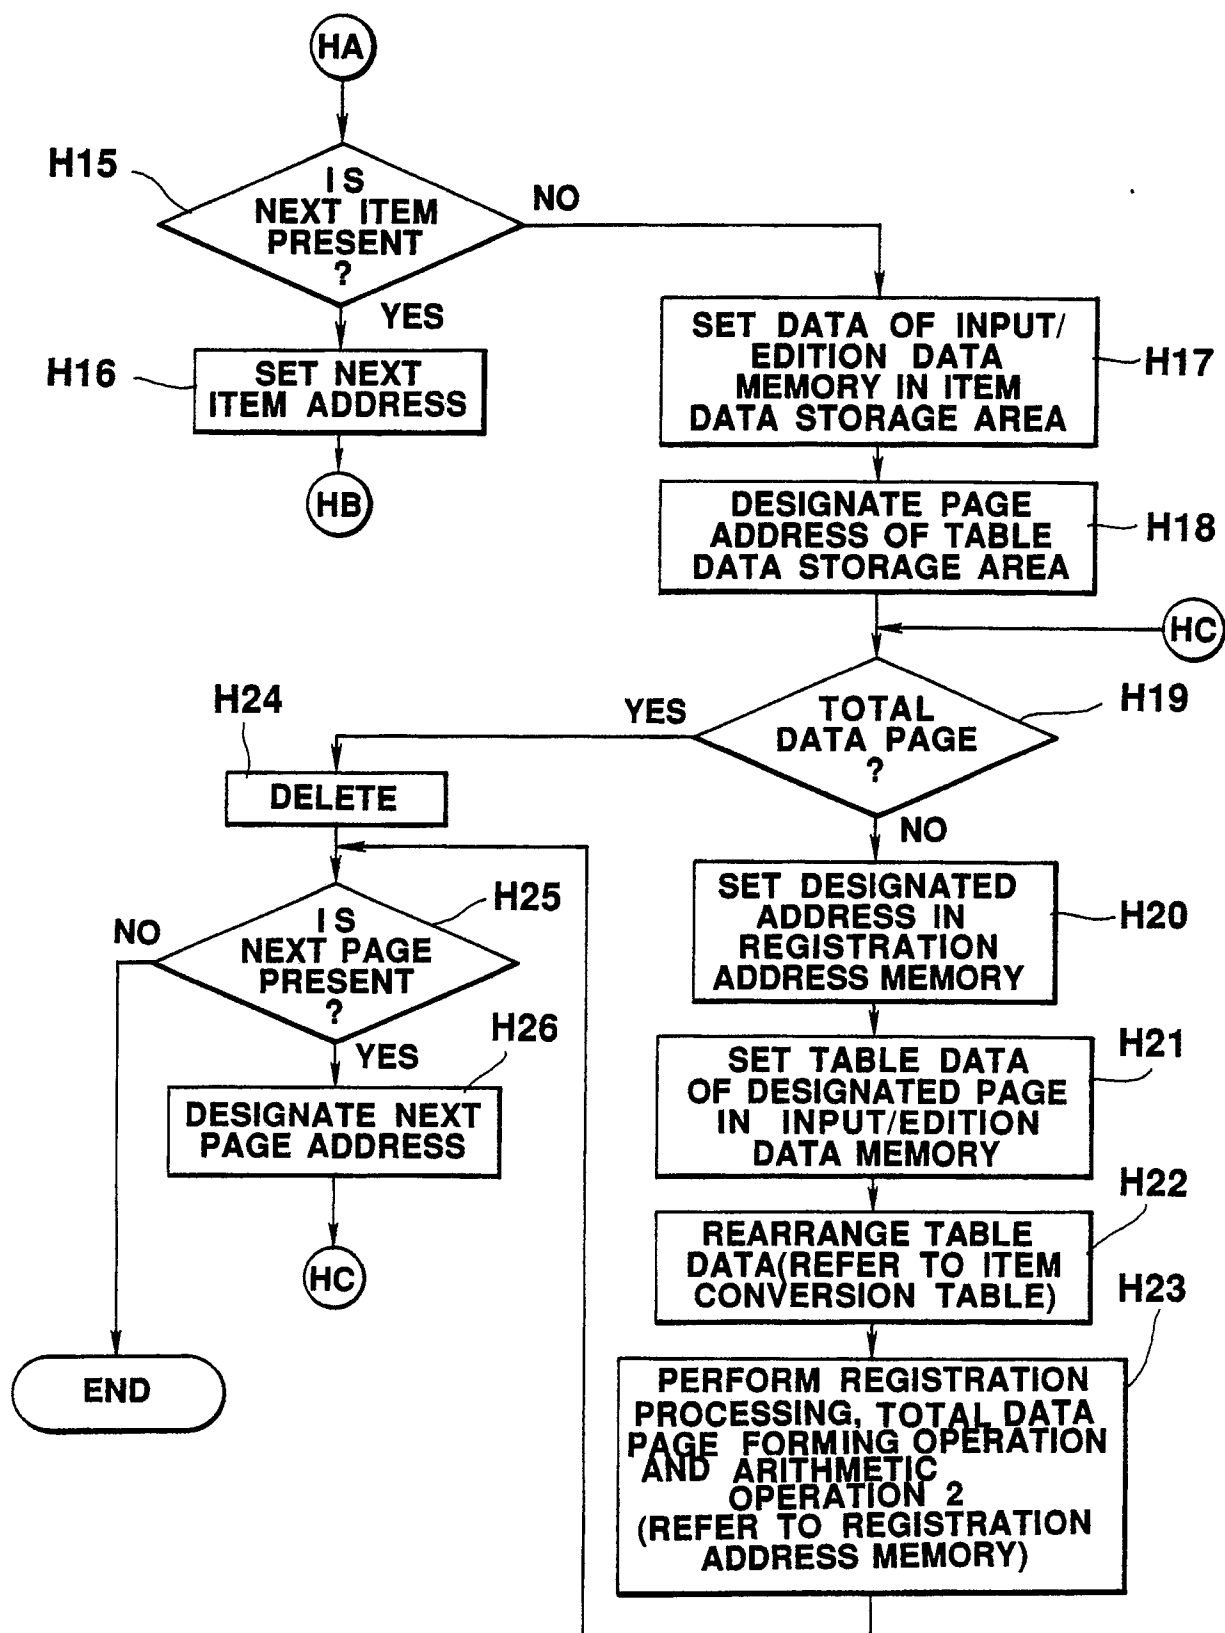 HA
H15
IS
NEXT ITEM
PRESENT
?
NO
YES
H16
SET NEXT
ITEM ADDRESS
HB
SET DATA OF INPUT/
EDITION DATA
MEMORY IN ITEM
DATA STORAGE AREA
H17
DESIGNATE PAGE
ADDRESS OF TABLE
DATA STORAGE AREA
H18
HC
TOTAL
DATA PAGE
?
H19
YES
NO
H24
DELETE
IS
NEXT PAGE
PRESENT
?
H25
NO
YES
H26
DESIGNATE NEXT
PAGE ADDRESS
HC
END
SET DESIGNATED
ADDRESS IN
REGISTRATION
ADDRESS MEMORY
H20
SET TABLE DATA
OF DESIGNATED PAGE
IN INPUT/EDITION
DATA MEMORY
H21
REARRANGE TABLE
DATA(REFER TO ITEM
CONVERSION TABLE)
H22
PERFORM REGISTRATION
PROCESSING, TOTAL DATA
PAGE FORMING OPERATION
AND ARITHMETIC
OPERATION 2
(REFER TO REGISTRATION
ADDRESS MEMORY)
H23